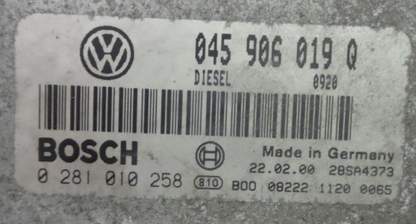 045 906 019 Q
DIESEL 0920
BOSCH Made in Germany
22.02.00 28SA4373
0 281 010 258 810 B00 08222 1120 0065